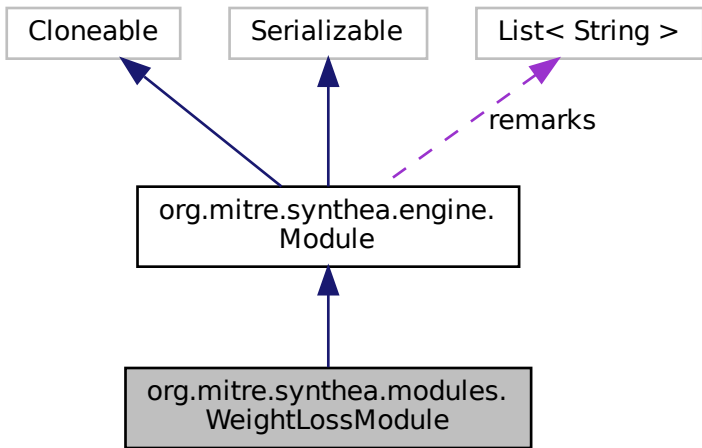 Cloneable
Serializable
List< String >
remarks
org.mitre.synthea.engine.
Module
org.mitre.synthea.modules.
WeightLossModule